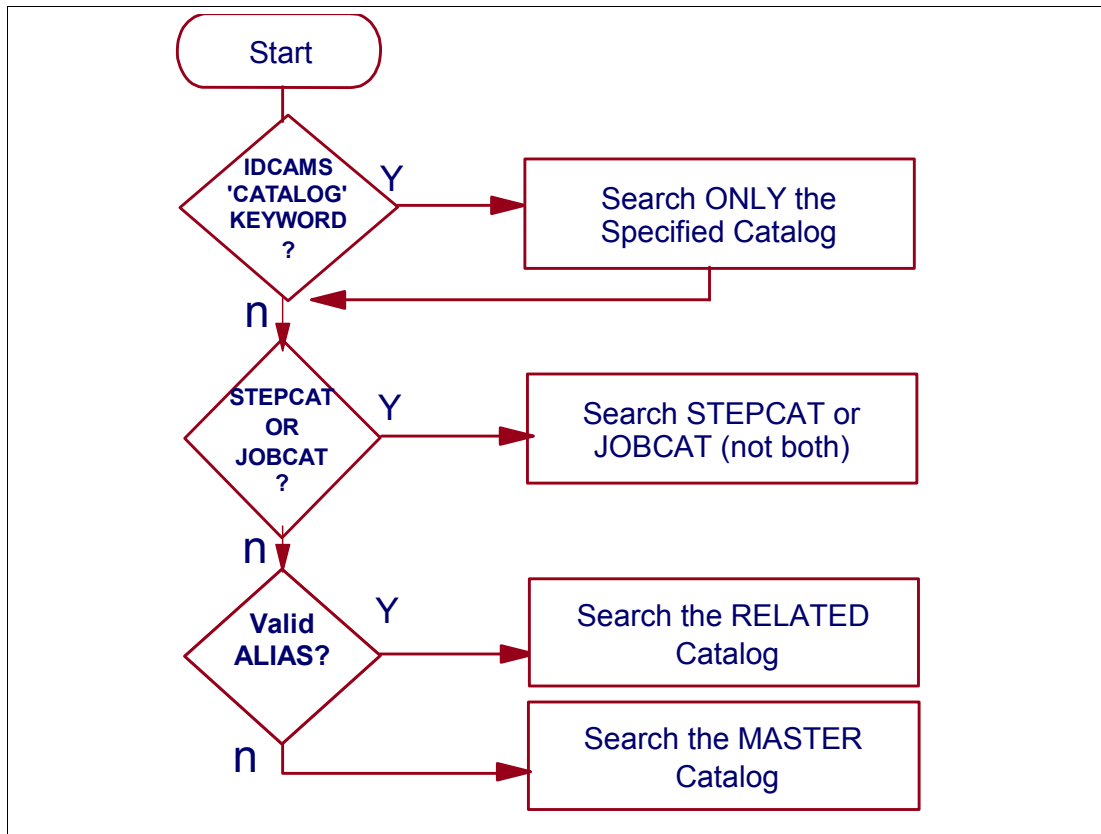 Start
IDCAMS
'CATALOG'
KEYWORD
?
Y
Search ONLY the
Specified Catalog
n
STEPCAT
OR
JOBCAT
?
Y
Search STEPCAT or
JOBCAT (not both)
n
Valid
ALIAS?
Y
Search the RELATED
Catalog
n
Search the MASTER
Catalog